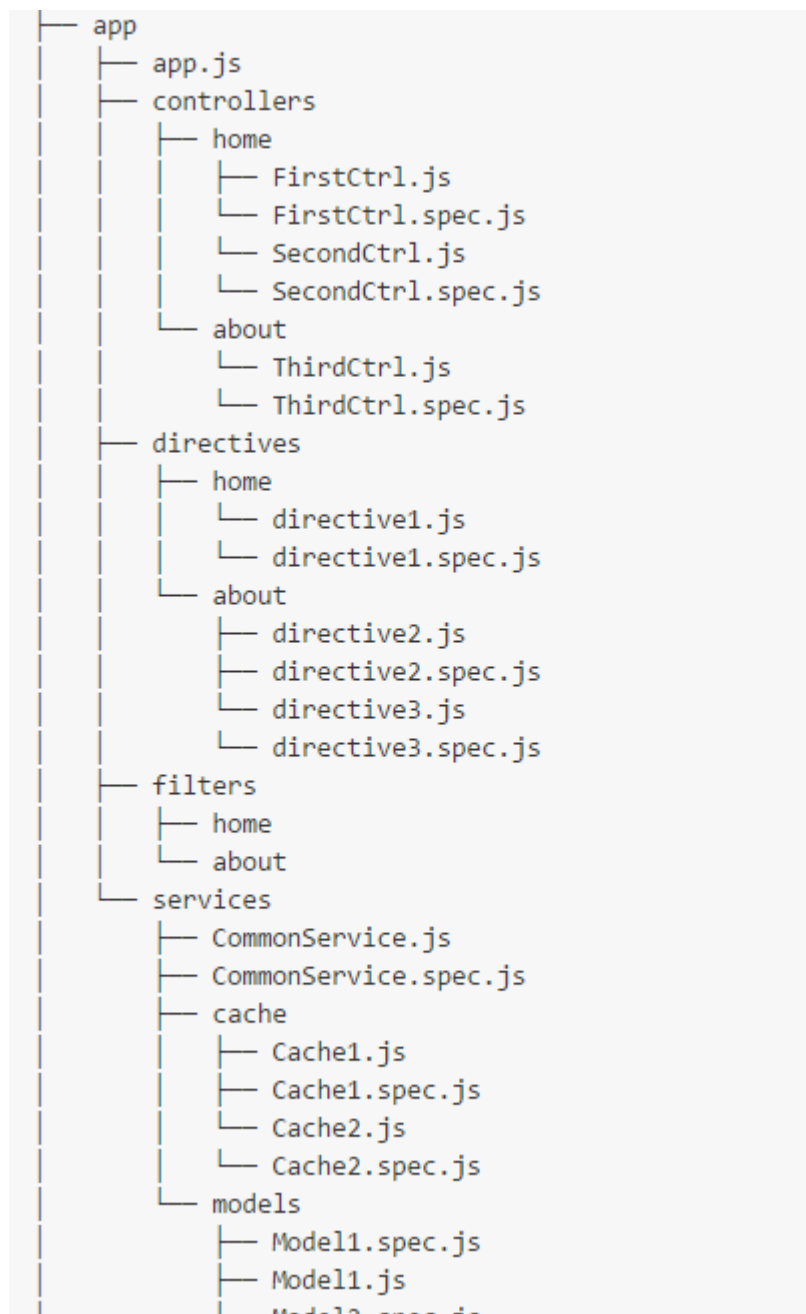 ├── app
│   ├── app.js
│   ├── controllers
│   │   ├── home
│   │   │   ├── FirstCtrl.js
│   │   │   └── FirstCtrl.spec.js
│   │   │   └── SecondCtrl.js
│   │   │   └── SecondCtrl.spec.js
│   │   └── about
│   │       └── ThirdCtrl.js
│   │       └── ThirdCtrl.spec.js
│   ├── directives
│   │   ├── home
│   │   │   └── directive1.js
│   │   │   └── directive1.spec.js
│   │   └── about
│   │       ├── directive2.js
│   │       ├── directive2.spec.js
│   │       └── directive3.js
│   │       └── directive3.spec.js
│   ├── filters
│   │   ├── home
│   │   └── about
│   └── services
│       ├── CommonService.js
│       ├── CommonService.spec.js
│       ├── cache
│       │   ├── Cache1.js
│       │   ├── Cache1.spec.js
│       │   └── Cache2.js
│       │   └── Cache2.spec.js
│       └── models
│           ├── Model1.spec.js
│           ├── Model1.js